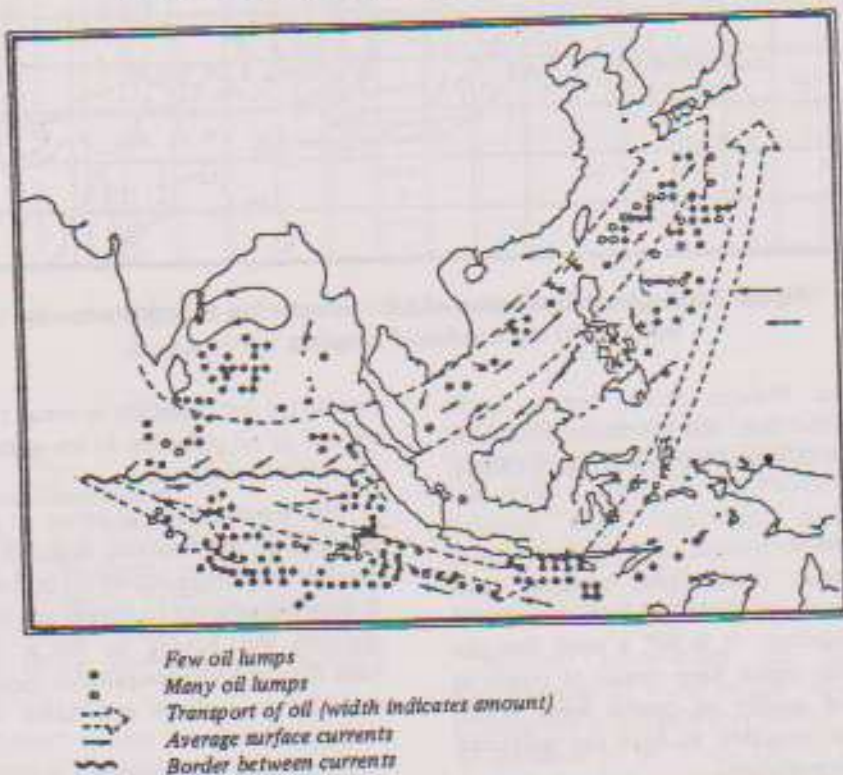 Few oil lumps
Many oil lumps
Transport of oil (width indicates amount)
Average surface currents
Border between currents